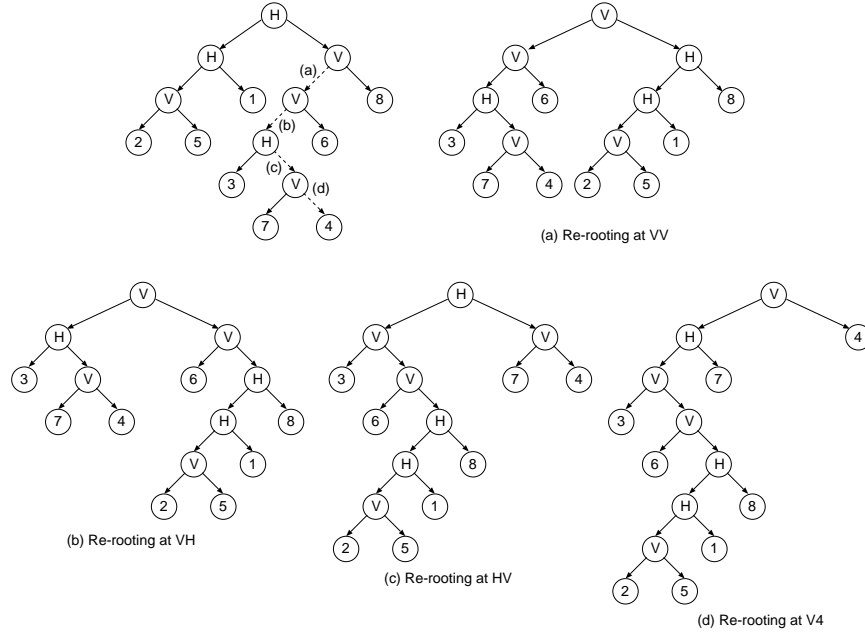 H
H V
(a)
V 1 V 8
(b)
2 5 H 6
(c)
3 V (d)
7 4
V
V H
H 6 H 8
3 V V 1
7 4 2 5
(a) Re-rooting at VV
V
H V
3 V 6 H
7 4 H 8
V 1
2 5
(b) Re-rooting at VH
H
V V
3 V 7 4
6 H
H 8
V 1
2 5
(c) Re-rooting at HV
V
H 4
V 7
3 V
6 H
H 8
V 1
2 5
(d) Re-rooting at V4